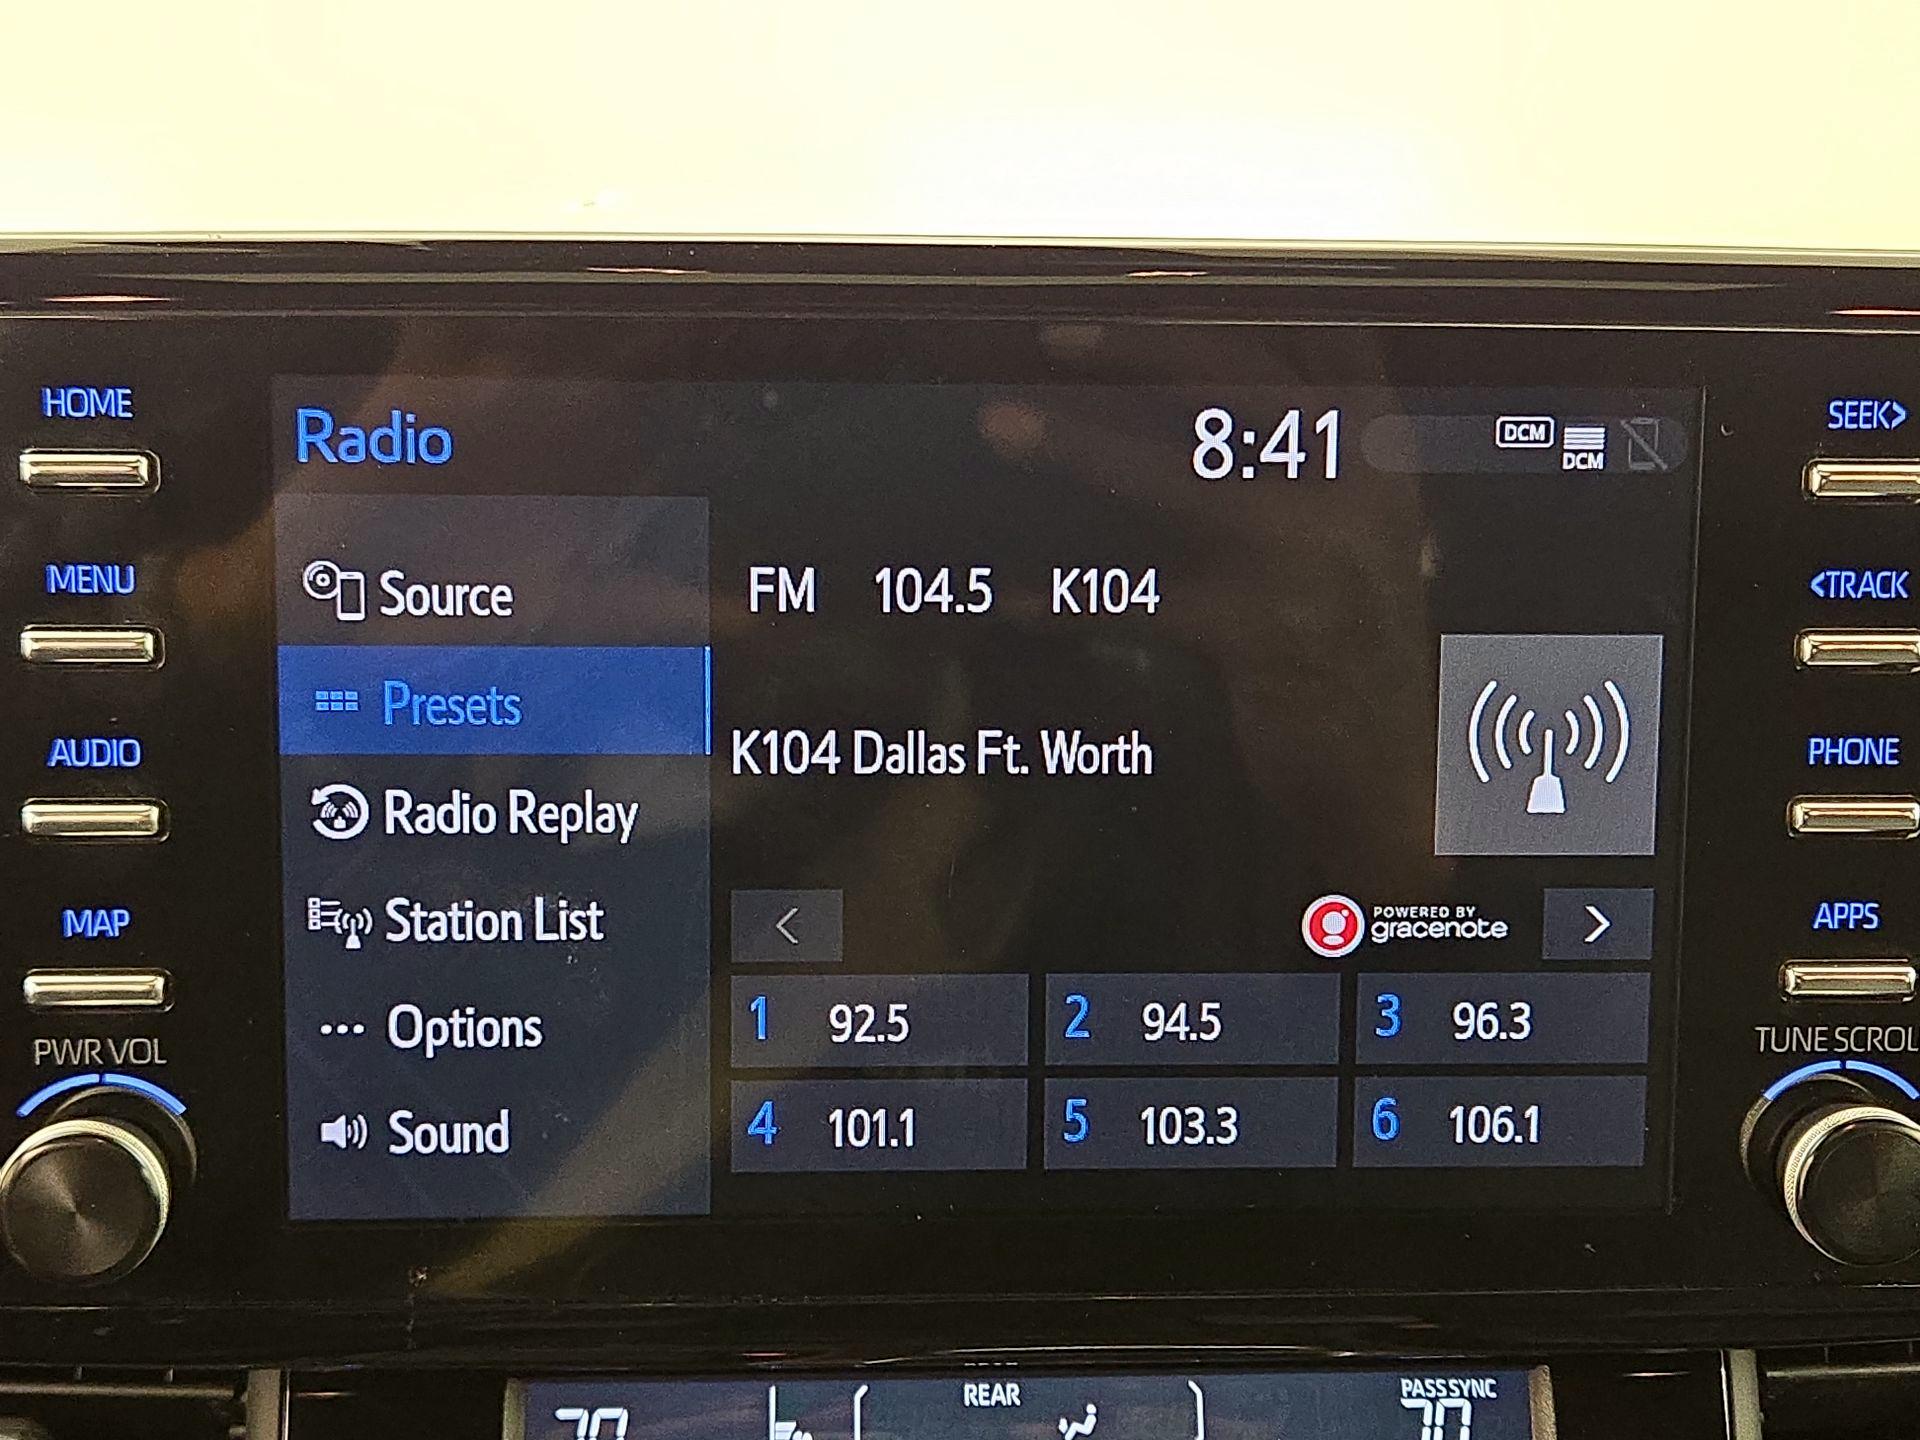 HOME
MENU
AUDIO
MAP
PWR VOL
Radio
8:41
DCM
DCM
Source
Presets
Radio Replay
Station List
Options
Sound
FM 104.5 K104
K104 Dallas Ft. Worth
<
POWERED BY
gracenote
>
1 92.5
2 94.5
3 96.3
4 101.1
5 103.3
6 106.1
SEEK>
<TRACK
PHONE
APPS
TUNE SCROL
REAR
PASS SYNC
70
70